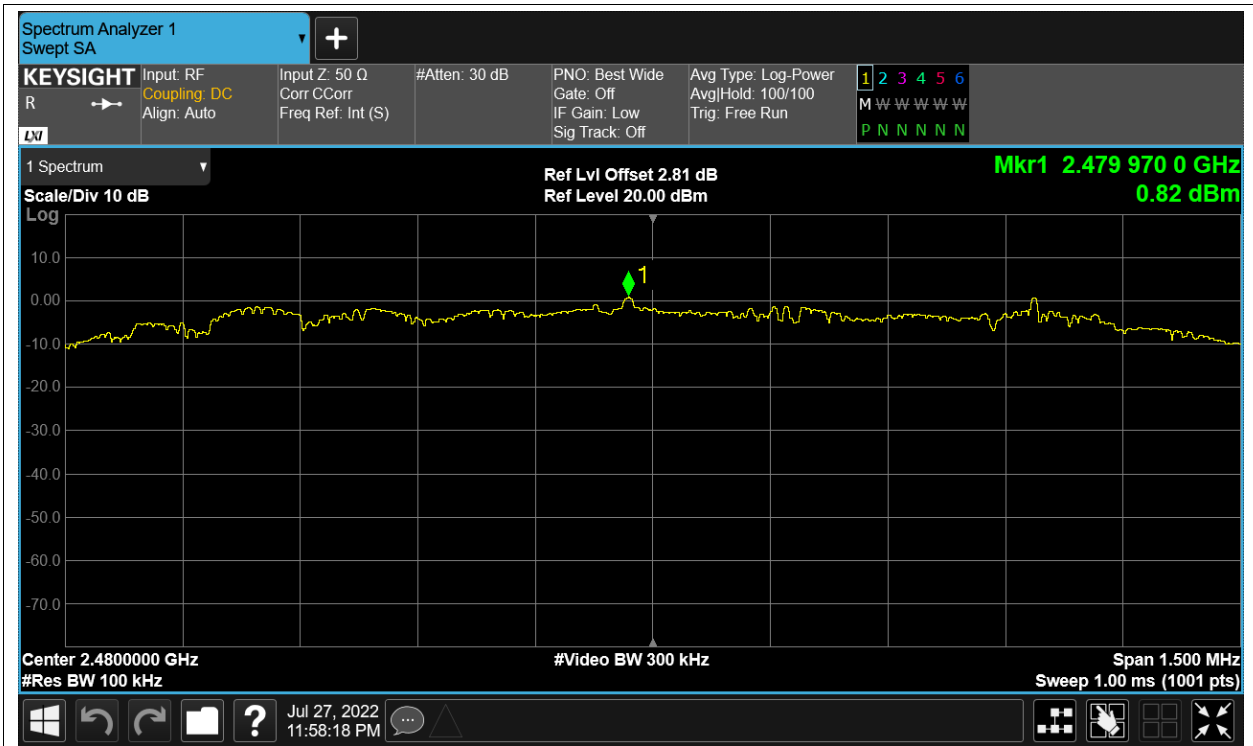 Spectrum Analyzer 1
Swept SA
KEYSIGHT
R
LXI
Input: RF
Coupling: DC
Align: Auto
Input Z: 50 Ω
Corr CCorr
Freq Ref: Int (S)
#Atten: 30 dB
PNO: Best Wide
Gate: Off
IF Gain: Low
Sig Track: Off
Avg Type: Log-Power
Avg|Hold: 100/100
Trig: Free Run
1 2 3 4 5 6
M W W W W W
P N N N N N
1 Spectrum
Scale/Div 10 dB
Log
Ref Lvl Offset 2.81 dB
Ref Level 20.00 dBm
Mkr1 2.479 970 0 GHz
0.82 dBm
1
10.0
0.00
-10.0
-20.0
-30.0
-40.0
-50.0
-60.0
-70.0
Center 2.4800000 GHz
#Res BW 100 kHz
#Video BW 300 kHz
Span 1.500 MHz
Sweep 1.00 ms (1001 pts)
?
Jul 27, 2022
11:58:18 PM